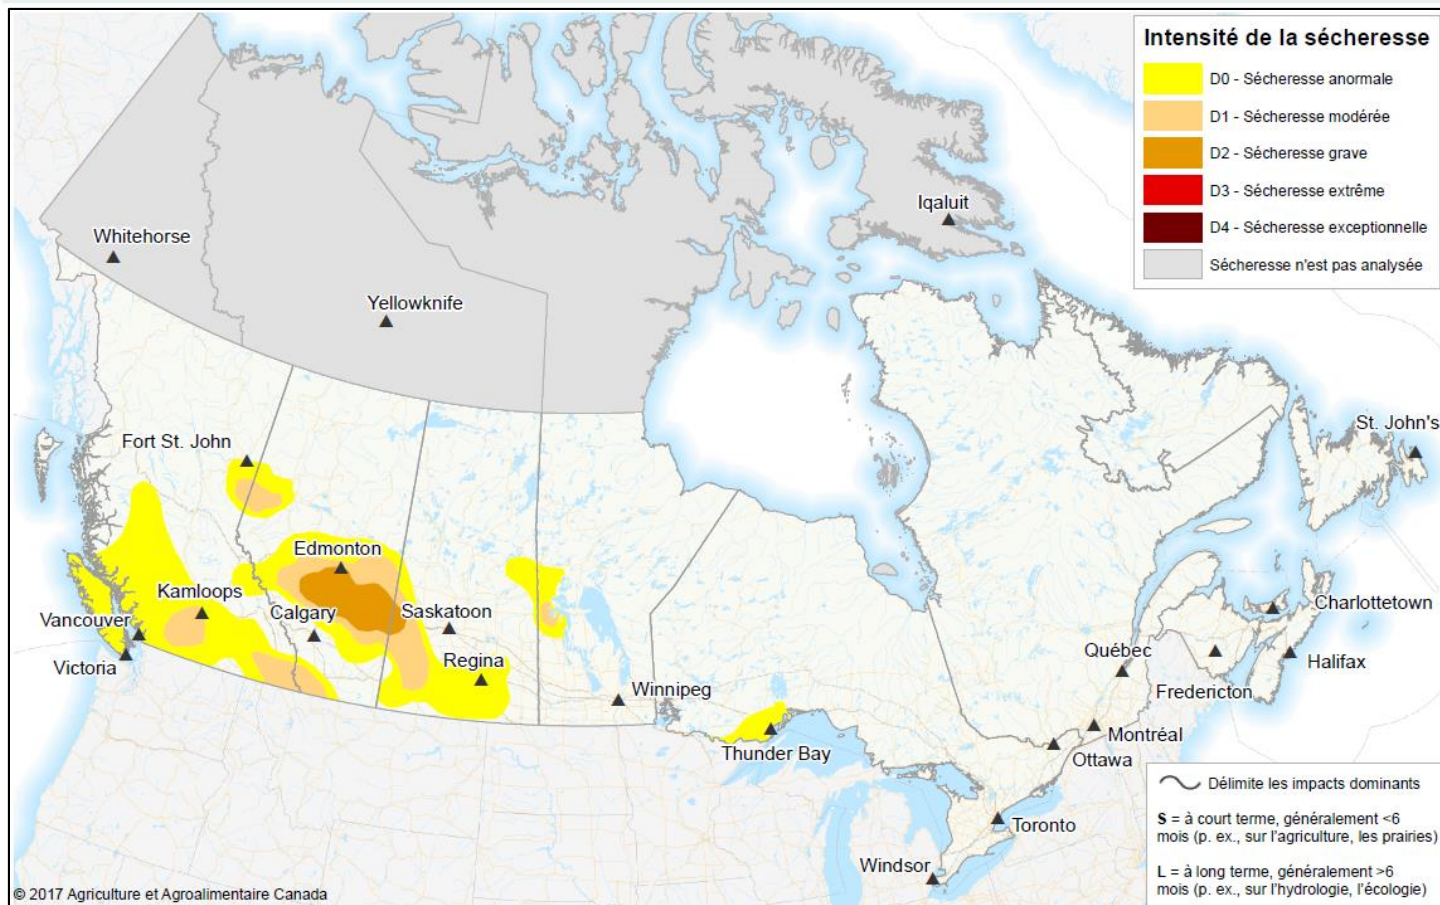 Intensité de la sécheresse
D0 - Sécheresse anormale
D1 - Sécheresse modérée
D2 - Sécheresse grave
D3 - Sécheresse extrême
D4 - Sécheresse exceptionnelle
Sécheresse n'est pas analysée
Iqaluit
Whitehorse
Yellowknife
St. John's
Fort St. John
Edmonton
Kamloops
Calgary
Saskatoon
Vancouver
Charlottetown
Victoria
Regina
Québec
Halifax
Winnipeg
Fredericton
Montréal
Thunder Bay
Ottawa
Toronto
Windsor
Délimite les impacts dominants
S = à court terme, généralement <6
mois (p. ex., sur l'agriculture, les prairies)
L = à long terme, généralement >6
mois (p. ex., sur l'hydrologie, l'écologie)
© 2017 Agriculture et Agroalimentaire Canada